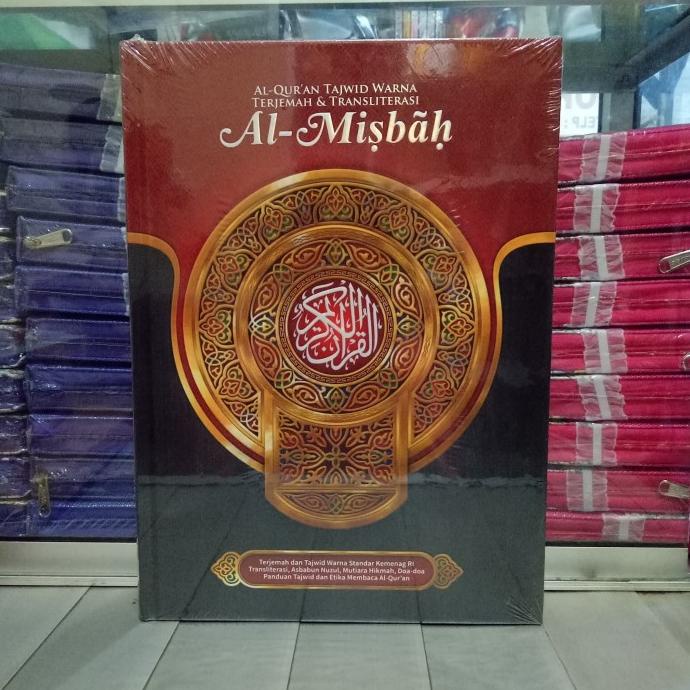 AL-QUR'AN TAJWID WARNA
TERJEMAH & TRANSLITERASI
Al-Miṣbāḥ
القرآن الكريم
Terjemah dan Tajwid Warna Standar Kemenag RI
Transliterasi, Asbabun Nuzul, Mutiara Hikmah, Doa-doa
Panduan Tajwid dan Etika Membaca Al-Qur'an